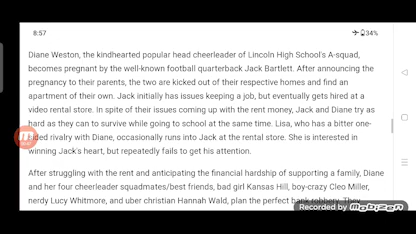 8:57
34%
Diane Weston, the kindhearted popular head cheerleader of Lincoln High School's A-squad,
becomes pregnant by the well-known football quarterback Jack Bartlett. After announcing the
pregnancy to their parents, the two are kicked out of their respective homes and find an
apartment of their own. Jack initially has issues keeping a job, but eventually gets hired at a
video rental store. In spite of their issues coming up with the rent money, Jack and Diane try as
hard as they can to survive while going to school at the same time. Lisa, who has a bitter one-
sided rivalry with Diane, occasionally runs into Jack at the rental store. She is interested in
winning Jack's heart, but repeatedly fails to get his attention.
After struggling with the rent and anticipating the financial hardship of supporting a family, Diane
and her four cheerleader squadmates/best friends, bad girl Kansas Hill, boy-crazy Cleo Miller,
nerdy Lucy Whitmore, and uber christian Hannah Wald, plan the perfect bank robbery. They
Recorded by Mobizen